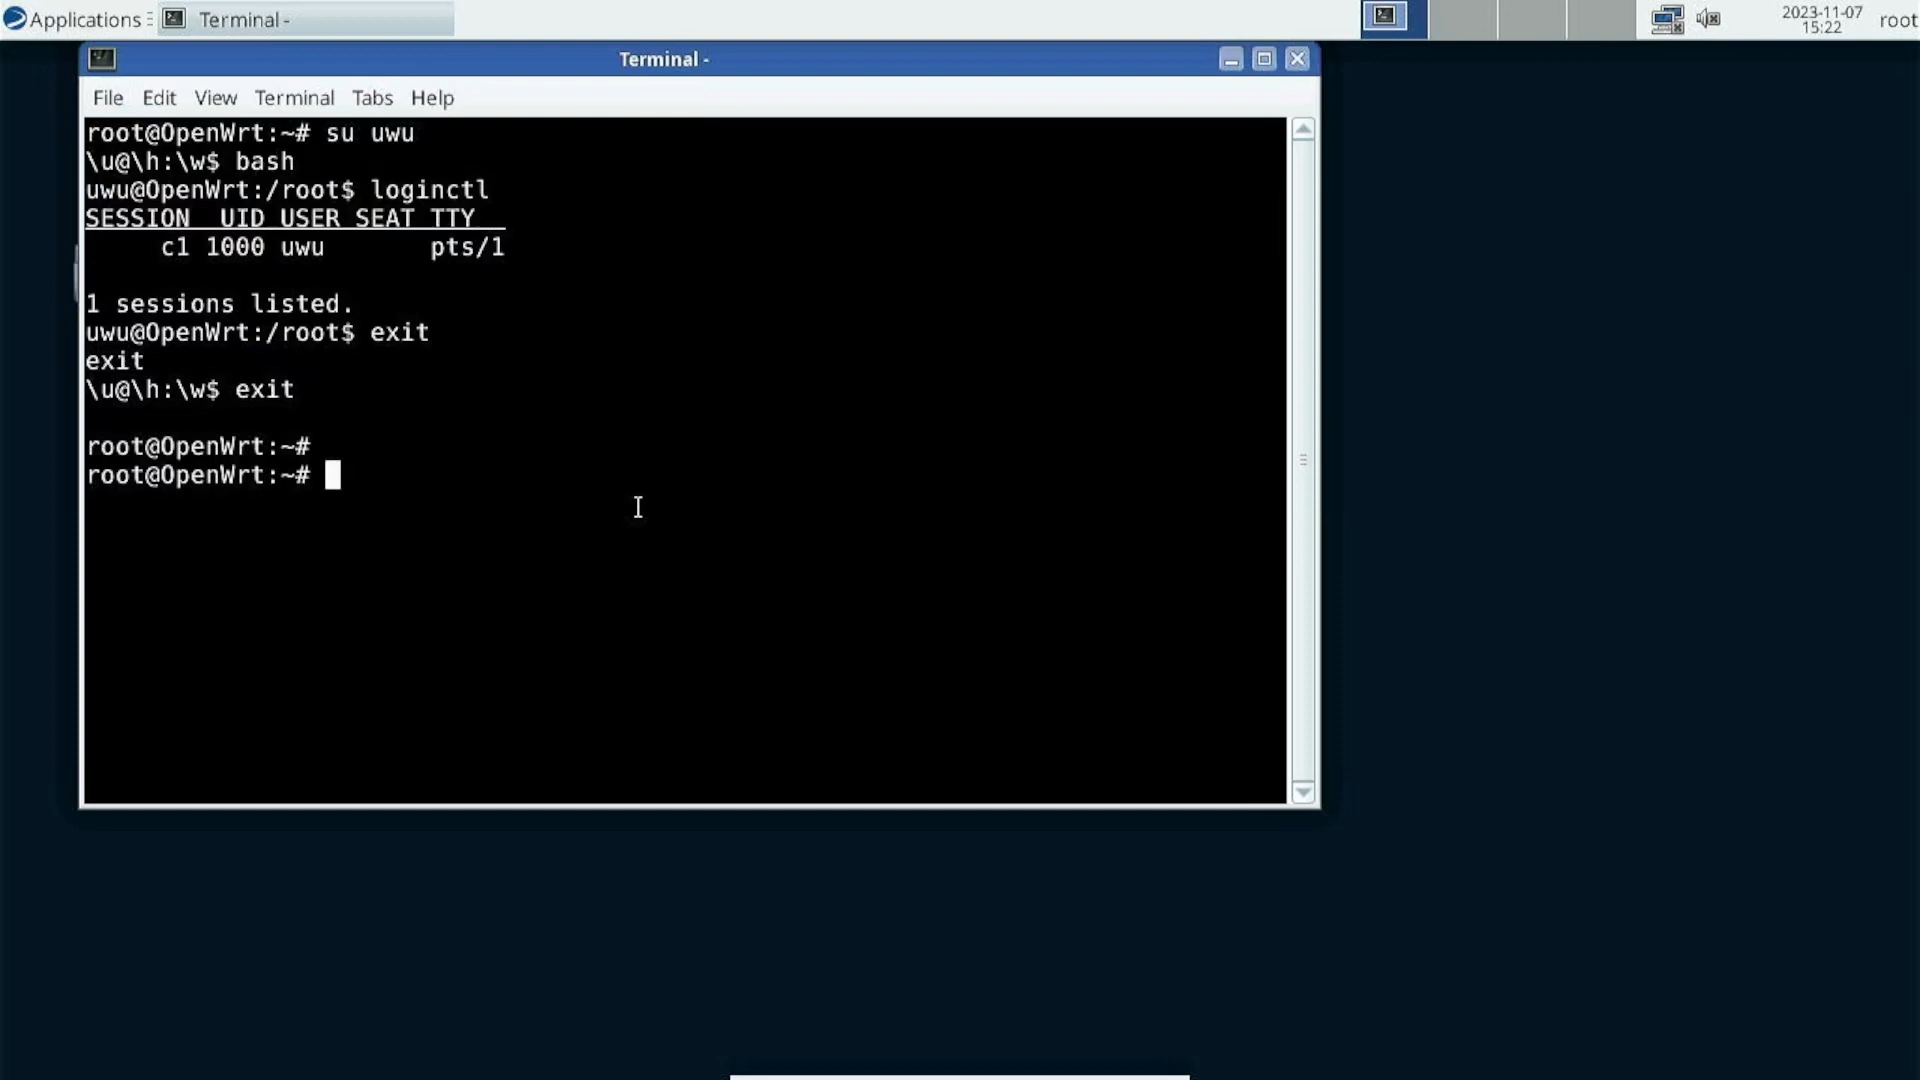 Applications Terminal - 2023-11-07 root
15:22
Terminal -
File Edit View Terminal Tabs Help
root@OpenWrt:~# su uwu
\u@\h:\w$ bash
uwu@OpenWrt:/root$ loginctl
SESSION  UID USER SEAT TTY
     c1 1000 uwu       pts/1
1 sessions listed.
uwu@OpenWrt:/root$ exit
exit
\u@\h:\w$ exit
root@OpenWrt:~#
root@OpenWrt:~#